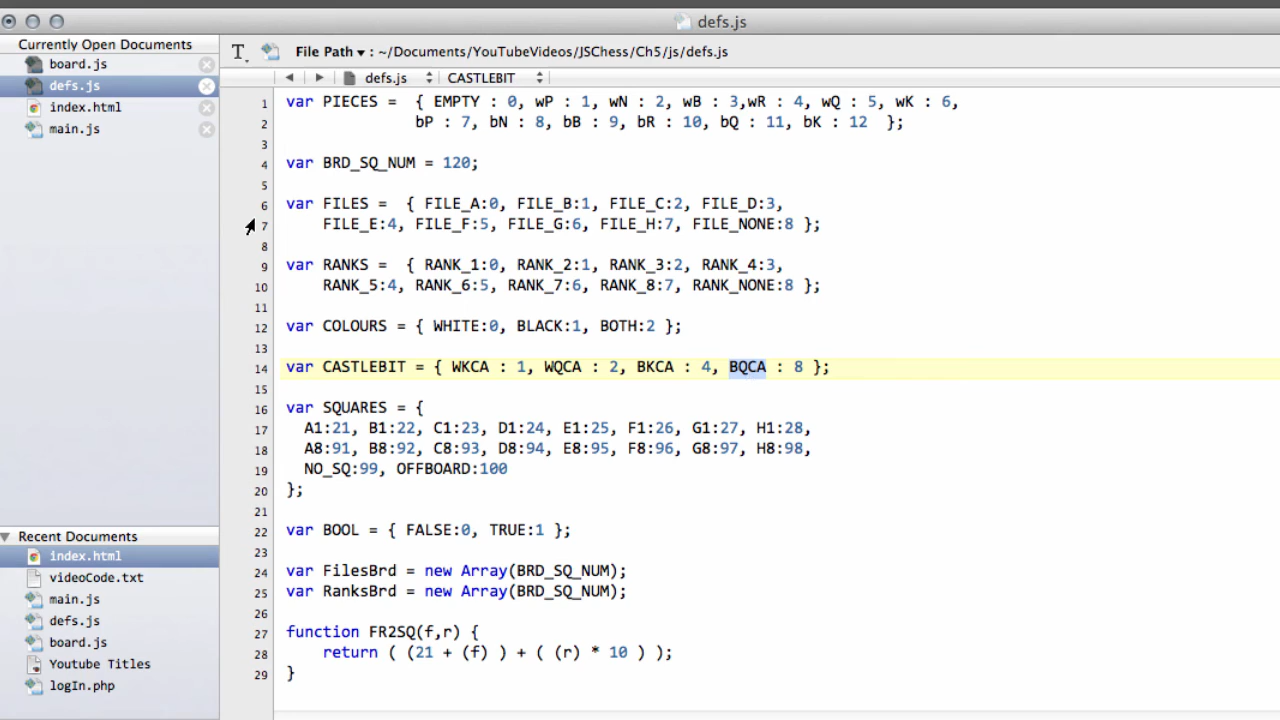 defs.js
Currently Open Documents
board.js
defs.js
index.html
main.js
T. File Path ▾ : ~/Documents/YouTubeVideos/JSChess/Ch5/js/defs.js
defs.js CASTLEBIT
1 var PIECES =  { EMPTY : 0, wP : 1, wN : 2, wB : 3,wR : 4, wQ : 5, wK : 6,
2 bP : 7, bN : 8, bB : 9, bR : 10, bQ : 11, bK : 12  };
3
4 var BRD_SQ_NUM = 120;
5
6 var FILES =  { FILE_A:0, FILE_B:1, FILE_C:2, FILE_D:3,
7 FILE_E:4, FILE_F:5, FILE_G:6, FILE_H:7, FILE_NONE:8 };
8
9 var RANKS =  { RANK_1:0, RANK_2:1, RANK_3:2, RANK_4:3,
10 RANK_5:4, RANK_6:5, RANK_7:6, RANK_8:7, RANK_NONE:8 };
11
12 var COLOURS = { WHITE:0, BLACK:1, BOTH:2 };
13
14 var CASTLEBIT = { WKCA : 1, WQCA : 2, BKCA : 4, BQCA : 8 };
15
16 var SQUARES = {
17 A1:21, B1:22, C1:23, D1:24, E1:25, F1:26, G1:27, H1:28,
18 A8:91, B8:92, C8:93, D8:94, E8:95, F8:96, G8:97, H8:98,
19 NO_SQ:99, OFFBOARD:100
20 };
21
22 var BOOL = { FALSE:0, TRUE:1 };
23
24 var FilesBrd = new Array(BRD_SQ_NUM);
25 var RanksBrd = new Array(BRD_SQ_NUM);
26
27 function FR2SQ(f,r) {
28 return ( (21 + (f) ) + ( (r) * 10 ) );
29 }
Recent Documents
index.html
videoCode.txt
main.js
defs.js
board.js
Youtube Titles
logIn.php